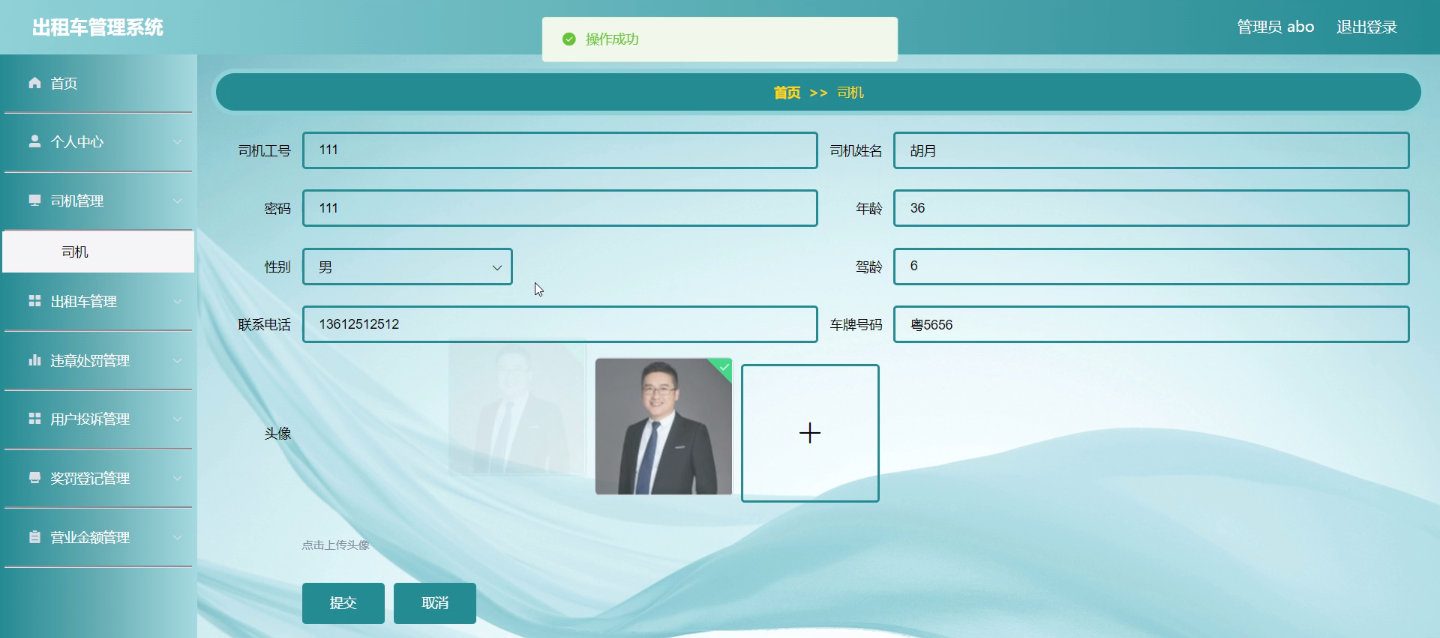 出租车管理系统
操作成功
管理员 abo
退出登录
首页
个人中心
司机管理
司机
出租车管理
违章处罚管理
用户投诉管理
奖罚登记管理
营业金额管理
首页 >> 司机
司机工号 111
司机姓名 胡月
密码 111
年龄 36
性别 男
驾龄 6
联系电话 13612512512
车牌号码 粤5656
头像
点击上传头像
提交
取消